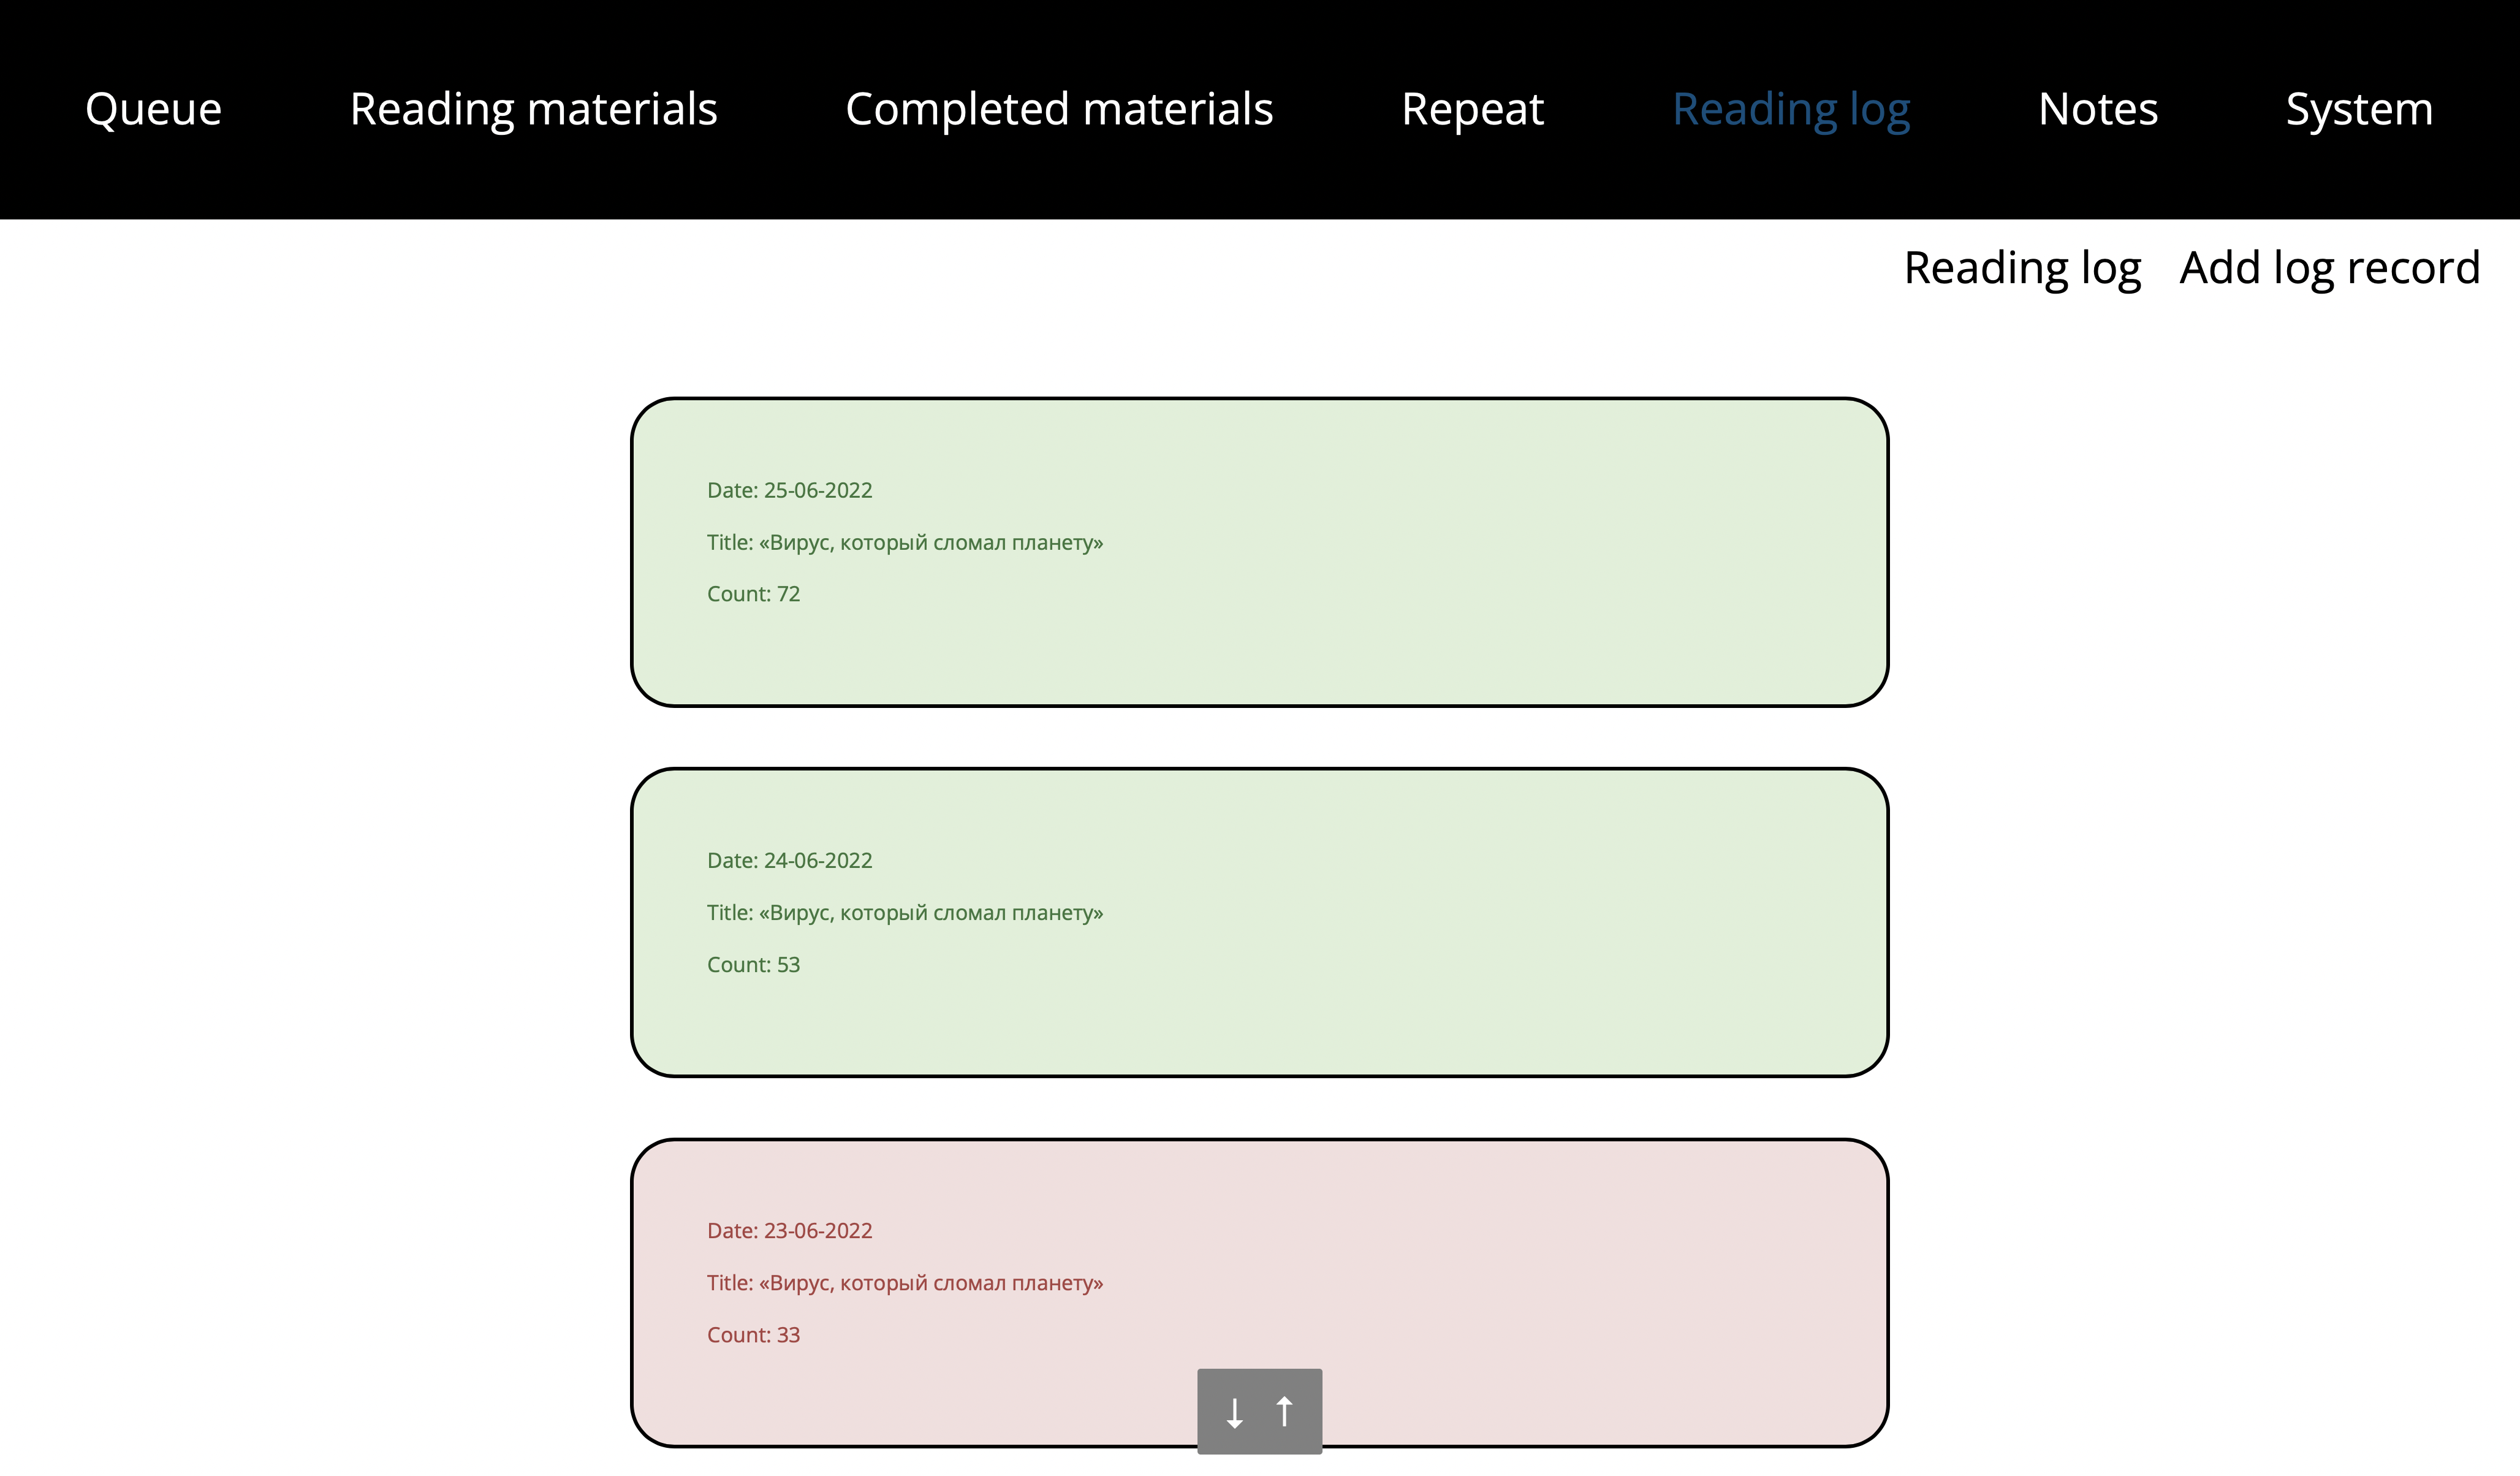 Queue Reading materials Completed materials Repeat Reading log Notes System
Reading log Add log record
Date: 25-06-2022
Title: «Вирус, который сломал планету»
Count: 72
Date: 24-06-2022
Title: «Вирус, который сломал планету»
Count: 53
Date: 23-06-2022
Title: «Вирус, который сломал планету»
Count: 33
↓ ↑